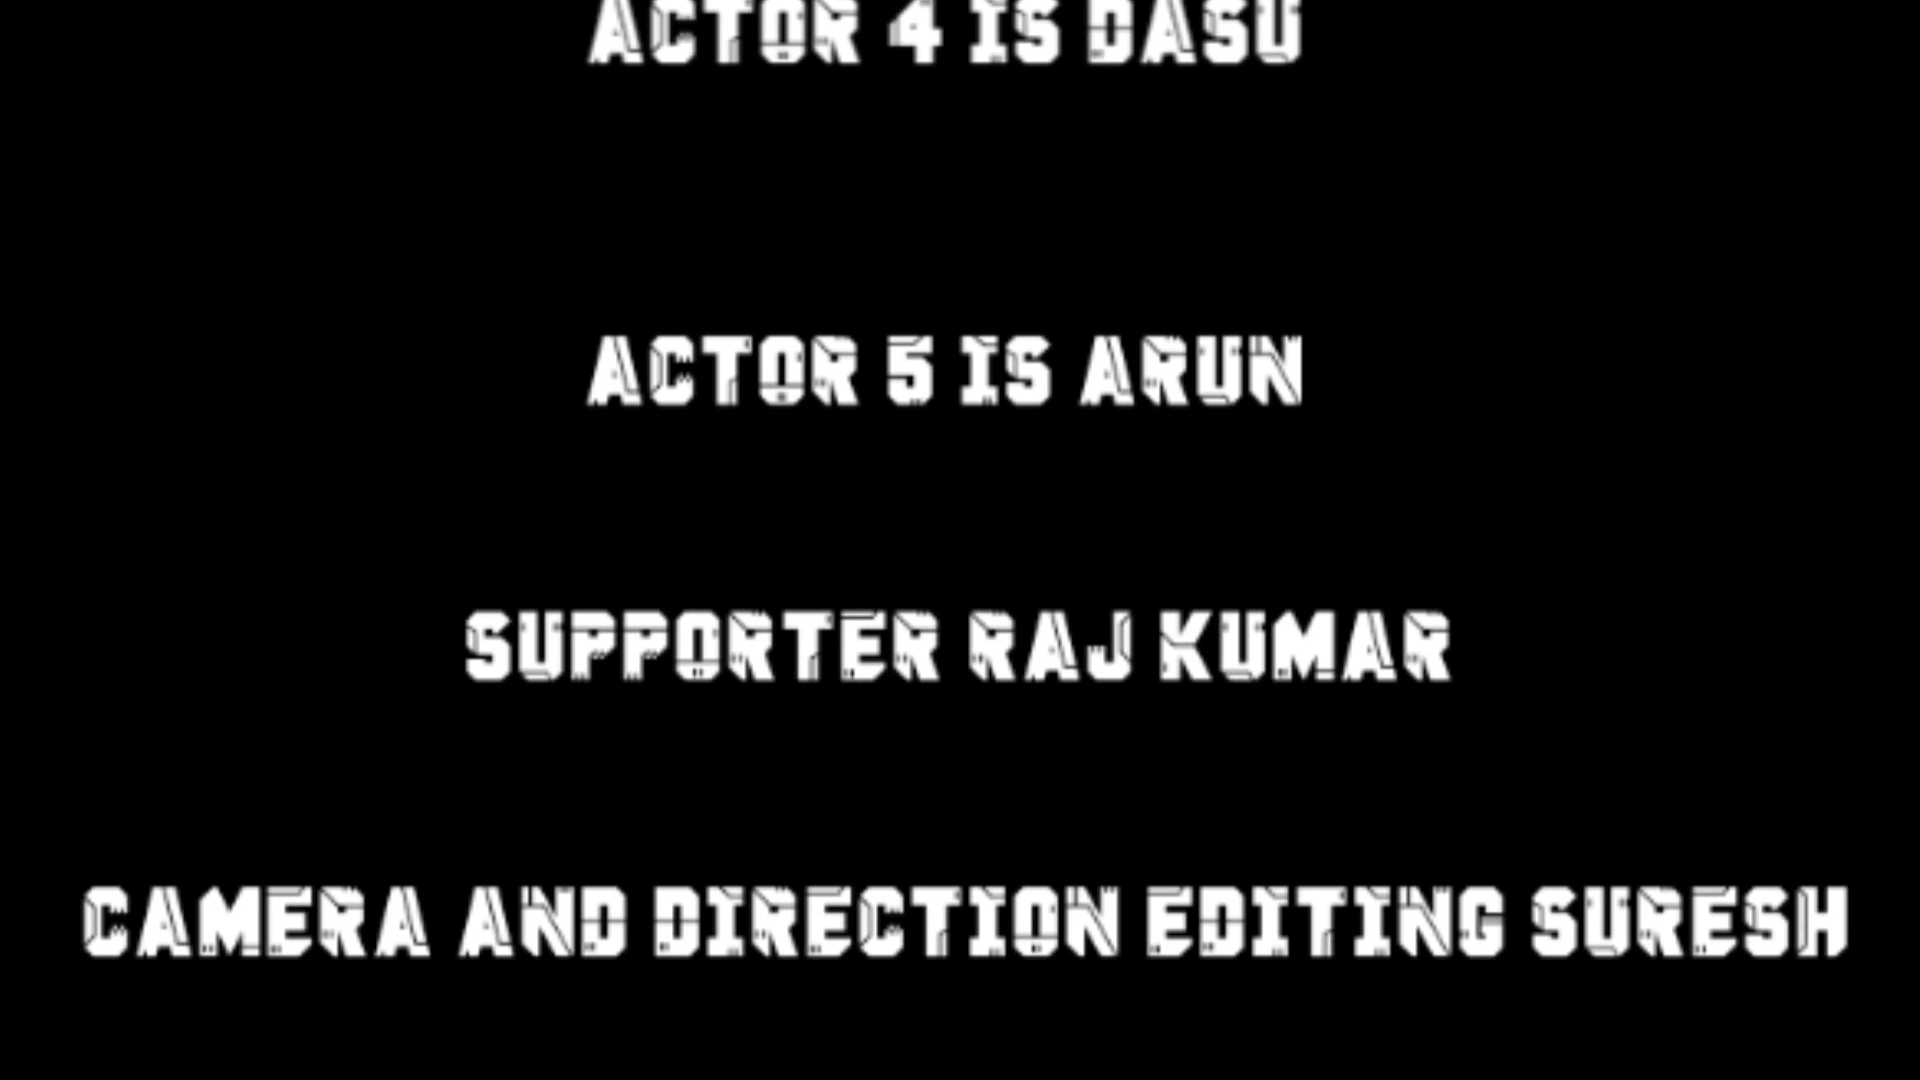 ACTOR 4 IS DASU
ACTOR 5 IS ARUN
SUPPORTER RAJ KUMAR
CAMERA AND DIRECTION EDITING SURESH